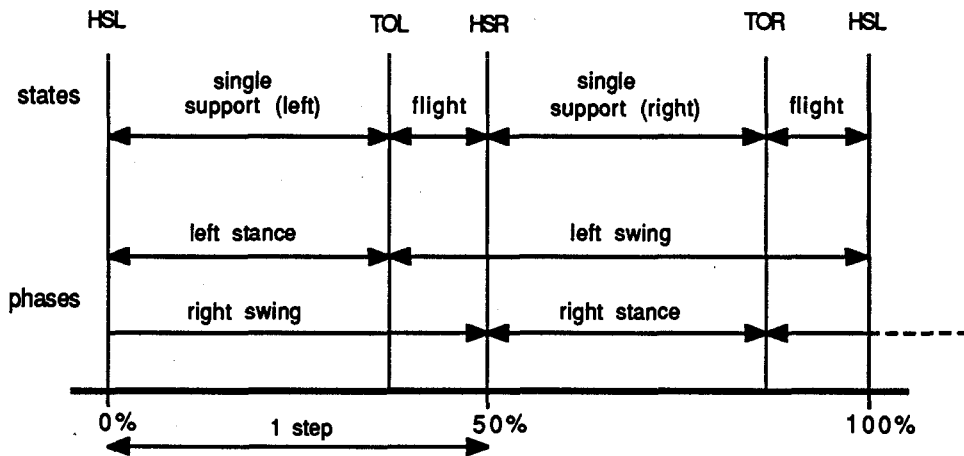 HSL TOL HSR TOR HSL
states
single
support (left)
flight
single
support (right)
flight
left stance
left swing
phases
right swing
right stance
0% 50% 100%
1 step